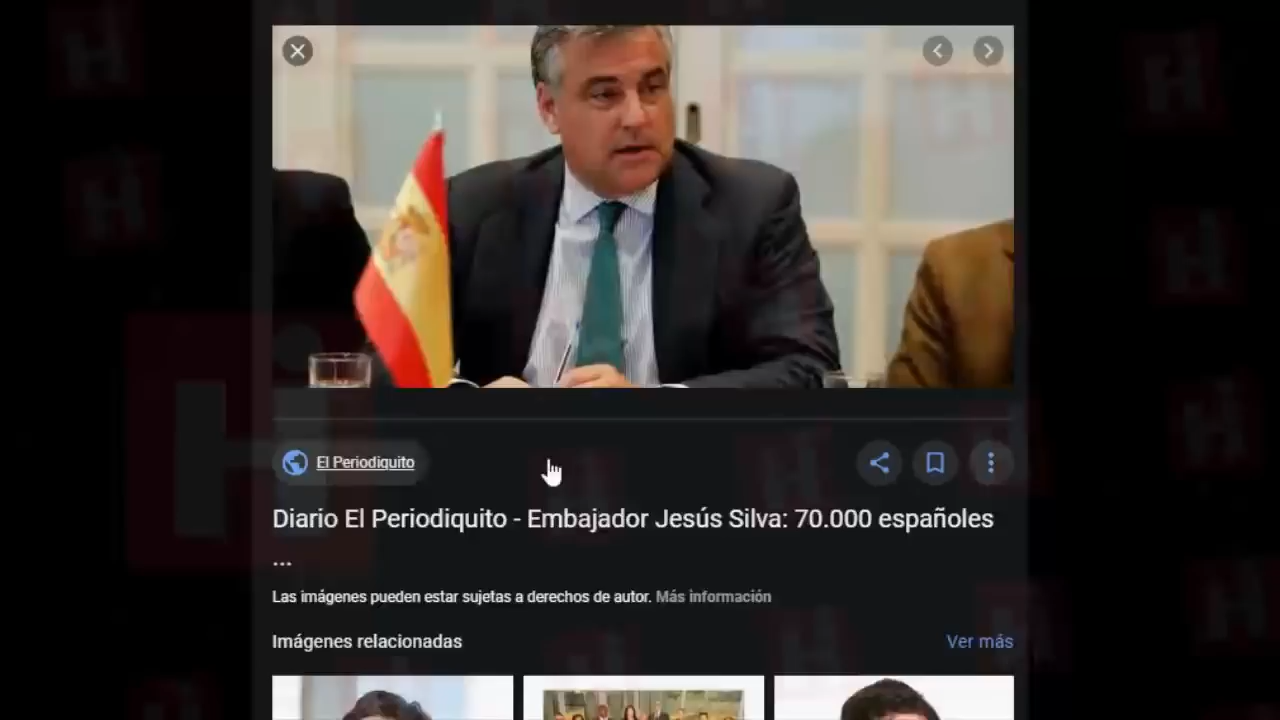 El Periodiquito
Diario El Periodiquito - Embajador Jesús Silva: 70.000 españoles
...
Las imágenes pueden estar sujetas a derechos de autor. Más información
Imágenes relacionadas
Ver más